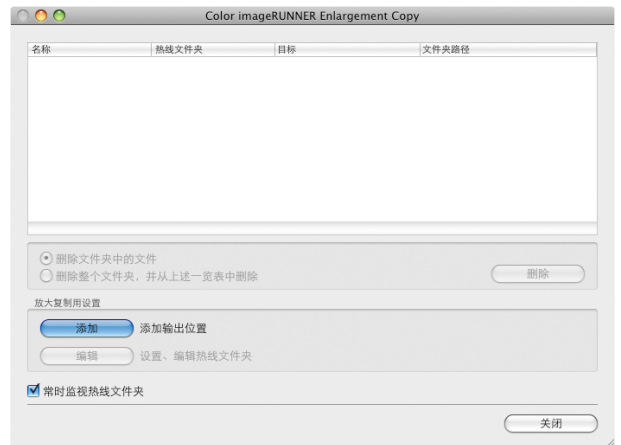 Color imageRUNNER Enlargement Copy
名称 热线文件夹 目标 文件夹路径
删除文件夹中的文件
删除整个文件夹，并从上述一览表中删除 删除
放大复制用设置
添加 添加输出位置
编辑 设置、编辑热线文件夹
常时监视热线文件夹
关闭